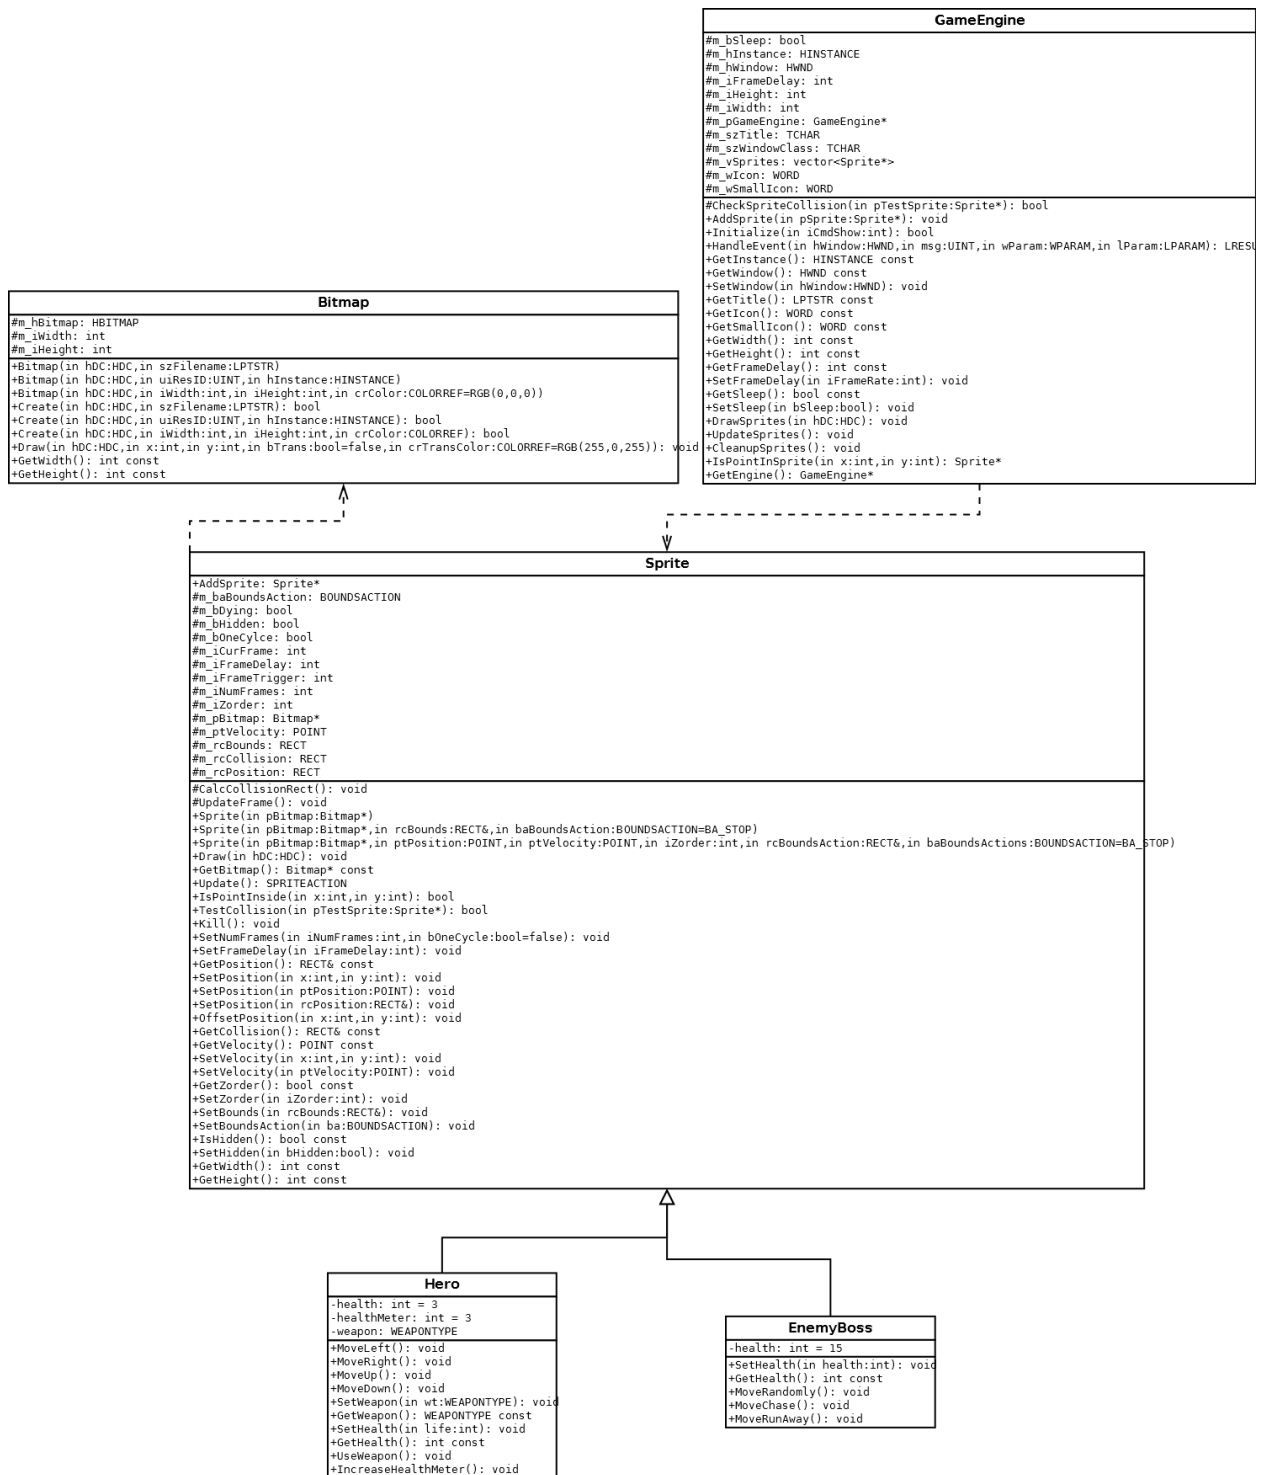 GameEngine
#m_bSleep: bool
#m_hInstance: HINSTANCE
#m_hWindow: HWND
#m_iFrameDelay: int
#m_iHeight: int
#m_iWidth: int
#m_pGameEngine: GameEngine*
#m_szTitle: TCHAR
#m_szWindowClass: TCHAR
#m_vSprites: vector<Sprite*>
#m_wIcon: WORD
#m_wSmallIcon: WORD
#CheckSpriteCollision(in pTestSprite:Sprite*): bool
+AddSprite(in pSprite:Sprite*): void
+Initialize(in iCmdShow:int): bool
+HandleEvent(in hWindow:HWND,in msg:UINT,in wParam:WPARAM,in lParam:LPARAM): LRESU
+GetInstance(): HINSTANCE const
+GetWindow(): HWND const
+SetWindow(in hWindow:HWND): void
+GetTitle(): LPTSTR const
+GetIcon(): WORD const
+GetSmallIcon(): WORD const
+GetWidth(): int const
+GetHeight(): int const
+GetFrameDelay(): int const
+SetFrameDelay(in iFrameRate:int): void
+GetSleep(): bool const
+SetSleep(in bSleep:bool): void
+DrawSprites(in hDC:HDC): void
+UpdateSprites(): void
+CleanupSprites(): void
+IsPointInSprite(in x:int,in y:int): Sprite*
+GetEngine(): GameEngine*
Bitmap
#m_hBitmap: HBITMAP
#m_iWidth: int
#m_iHeight: int
+Bitmap(in hDC:HDC,in szFilename:LPTSTR)
+Bitmap(in hDC:HDC,in uiResID:UINT,in hInstance:HINSTANCE)
+Bitmap(in hDC:HDC,in iWidth:int,in iHeight:int,in crColor:COLORREF=RGB(0,0,0))
+Create(in hDC:HDC,in szFilename:LPTSTR): bool
+Create(in hDC:HDC,in uiResID:UINT,in hInstance:HINSTANCE): bool
+Create(in hDC:HDC,in iWidth:int,in iHeight:int,in crColor:COLORREF): bool
+Draw(in hDC:HDC,in x:int,in y:int,in bTrans:bool=false,in crTransColor:COLORREF=RGB(255,0,255)): void
+GetWidth(): int const
+GetHeight(): int const
Sprite
+AddSprite: Sprite*
#m_baBoundsAction: BOUNDSACTION
#m_bDying: bool
#m_bHidden: bool
#m_bOneCylce: bool
#m_iCurFrame: int
#m_iFrameDelay: int
#m_iFrameTrigger: int
#m_iNumFrames: int
#m_iZorder: int
#m_pBitmap: Bitmap*
#m_ptVelocity: POINT
#m_rcBounds: RECT
#m_rcCollision: RECT
#m_rcPosition: RECT
#CalcCollisionRect(): void
#UpdateFrame(): void
+Sprite(in pBitmap:Bitmap*)
+Sprite(in pBitmap:Bitmap*,in rcBounds:RECT&,in baBoundsAction:BOUNDSACTION=BA_STOP)
+Sprite(in pBitmap:Bitmap*,in ptPosition:POINT,in ptVelocity:POINT,in iZorder:int,in rcBoundsAction:RECT&,in baBoundsActions:BOUNDSACTION=BA_STOP)
+Draw(in hDC:HDC): void
+GetBitmap(): Bitmap* const
+Update(): SPRITEACTION
+IsPointInside(in x:int,in y:int): bool
+TestCollision(in pTestSprite:Sprite*): bool
+Kill(): void
+SetNumFrames(in iNumFrames:int,in bOneCycle:bool=false): void
+SetFrameDelay(in iFrameDelay:int): void
+GetPosition(): RECT& const
+SetPosition(in x:int,in y:int): void
+SetPosition(in ptPosition:POINT): void
+SetPosition(in rcPosition:RECT&): void
+OffsetPosition(in x:int,in y:int): void
+GetCollision(): RECT& const
+GetVelocity(): POINT const
+SetVelocity(in x:int,in y:int): void
+SetVelocity(in ptVelocity:POINT): void
+GetZorder(): bool const
+SetZorder(in iZorder:int): void
+SetBounds(in rcBounds:RECT&): void
+SetBoundsAction(in ba:BOUNDSACTION): void
+IsHidden(): bool const
+SetHidden(in bHidden:bool): void
+GetWidth(): int const
+GetHeight(): int const
Hero
-health: int = 3
-healthMeter: int = 3
-weapon: WEAPONTYPE
+MoveLeft(): void
+MoveRight(): void
+MoveUp(): void
+MoveDown(): void
+SetWeapon(in wt:WEAPONTYPE): void
+GetWeapon(): WEAPONTYPE const
+SetHealth(in life:int): void
+GetHealth(): int const
+UseWeapon(): void
+IncreaseHealthMeter(): void
EnemyBoss
-health: int = 15
+SetHealth(in health:int): void
+GetHealth(): int const
+MoveRandomly(): void
+MoveChase(): void
+MoveRunAway(): void